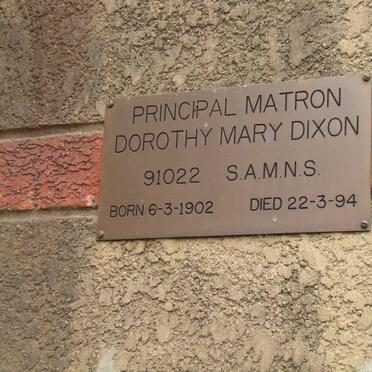 PRINCIPAL MATRON
DOROTHY MARY DIXON
91022 S.A.M.N.S.
BORN 6-3-1902 DIED 22-3-94